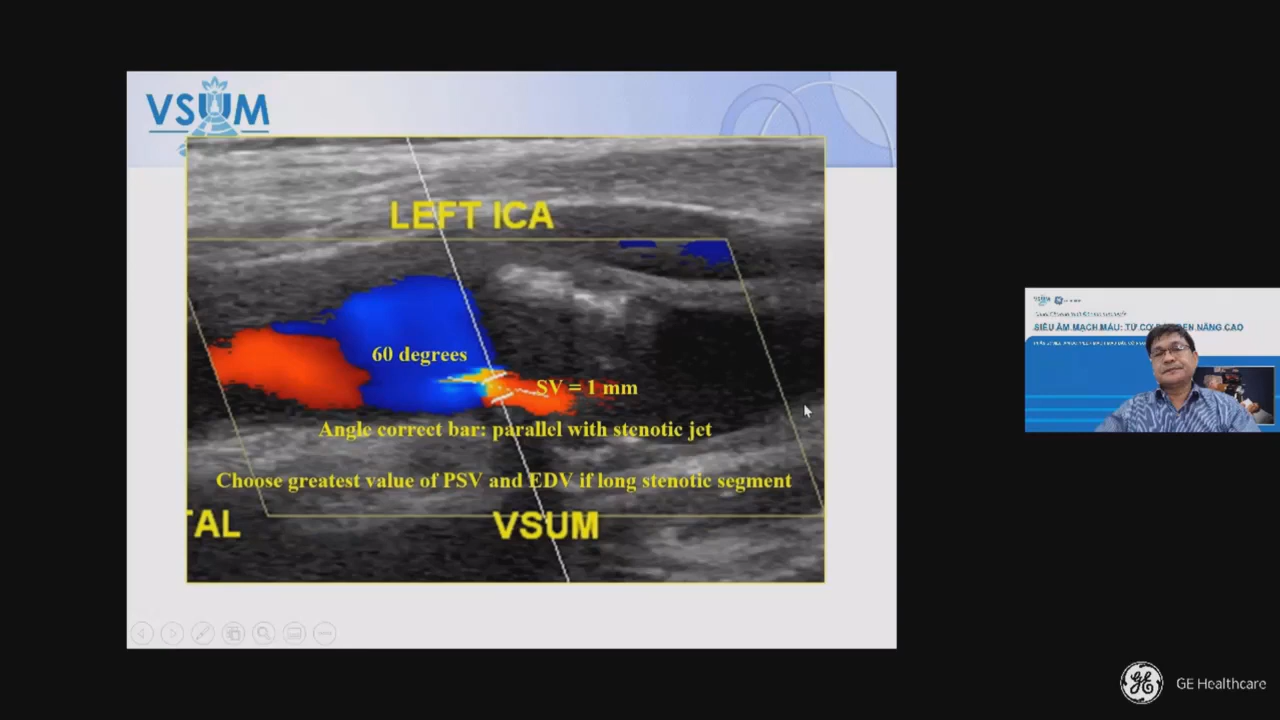 VSUM
LEFT ICA
60 degrees
SV = 1 mm
Angle correct bar: parallel with stenotic jet
Choose greatest value of PSV and EDV if long stenotic segment
TAL
VSUM
SIÊU ÂM MẠCH MÁU: TỪ CƠ ĐẾN NÂNG CAO
GE Healthcare